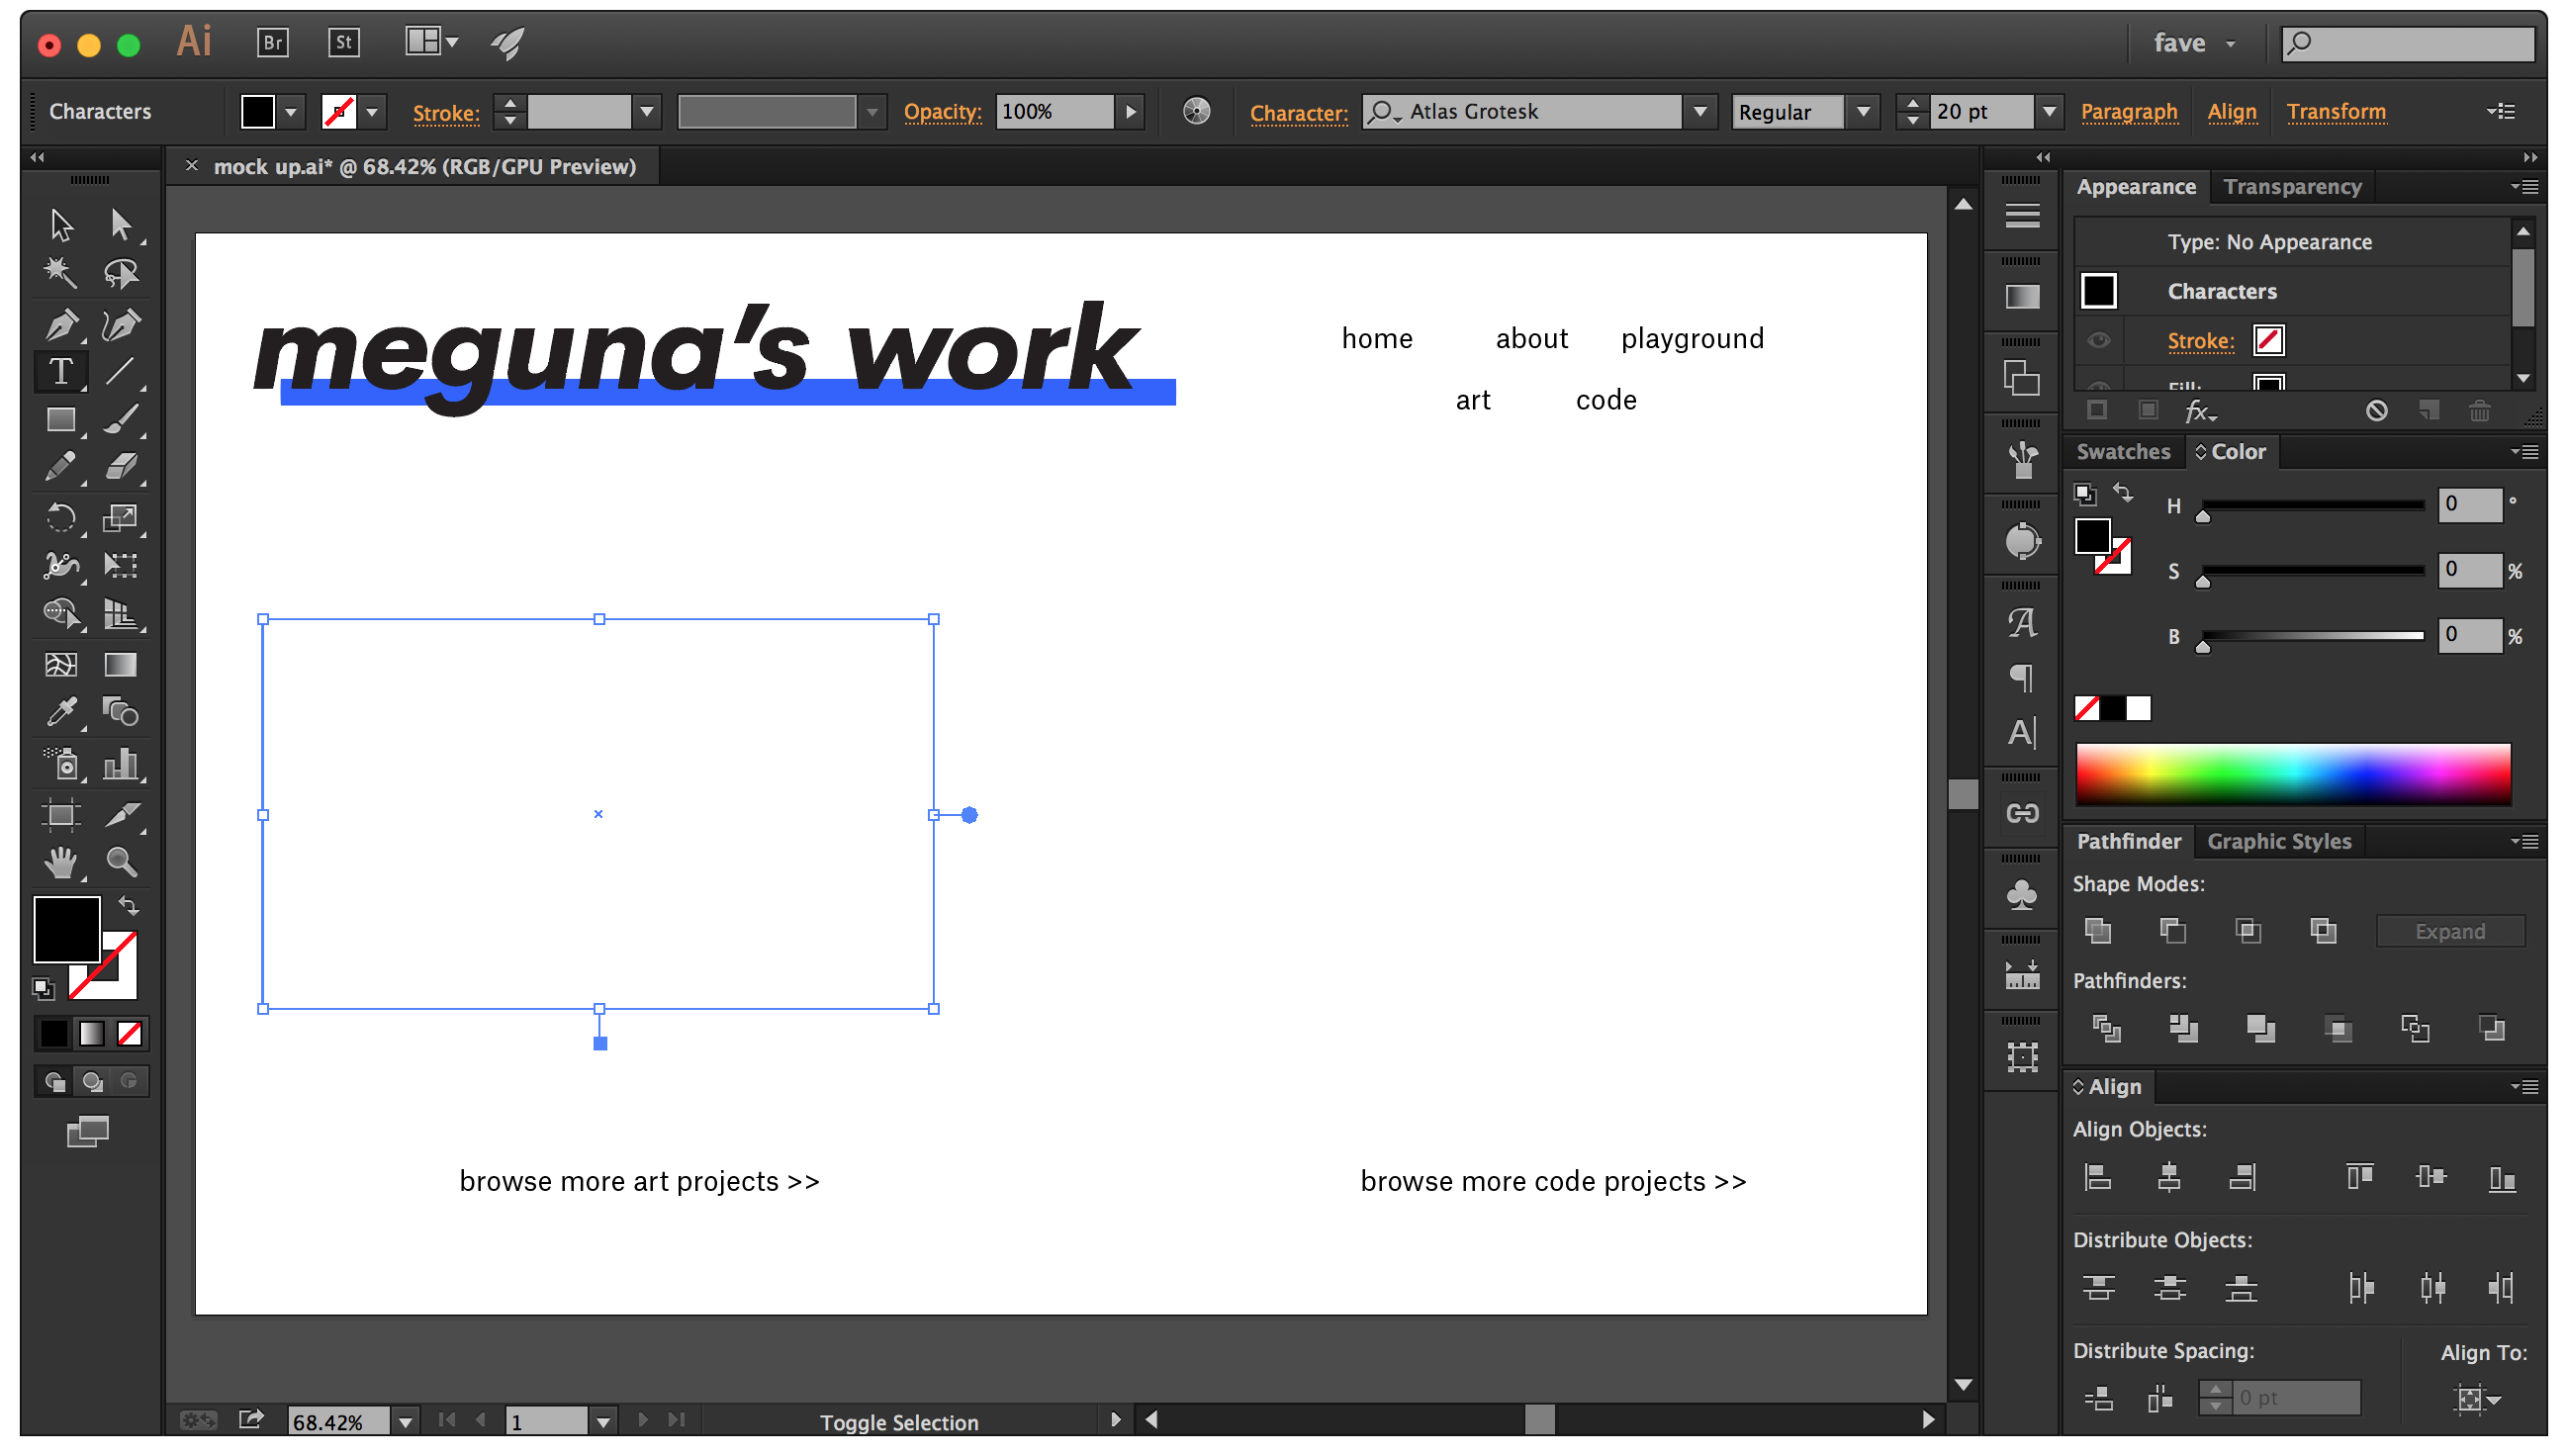 Ai Br St fave
Characters Stroke: Opacity: 100% Character: Atlas Grotesk Regular 20 pt Paragraph Align Transform
× mock up.ai* @ 68.42% (RGB/GPU Preview)
Appearance Transparency
Type: No Appearance
Characters
Stroke:
Fill:
fx
meguna's work
home about playground
art code
browse more art projects >>
browse more code projects >>
T
A
¶
A
Swatches Color
H 0 °
S 0 %
B 0 %
Pathfinder Graphic Styles
Shape Modes:
Expand
Pathfinders:
Align
Align Objects:
Distribute Objects:
Distribute Spacing: Align To:
0 pt
68.42% 1 Toggle Selection